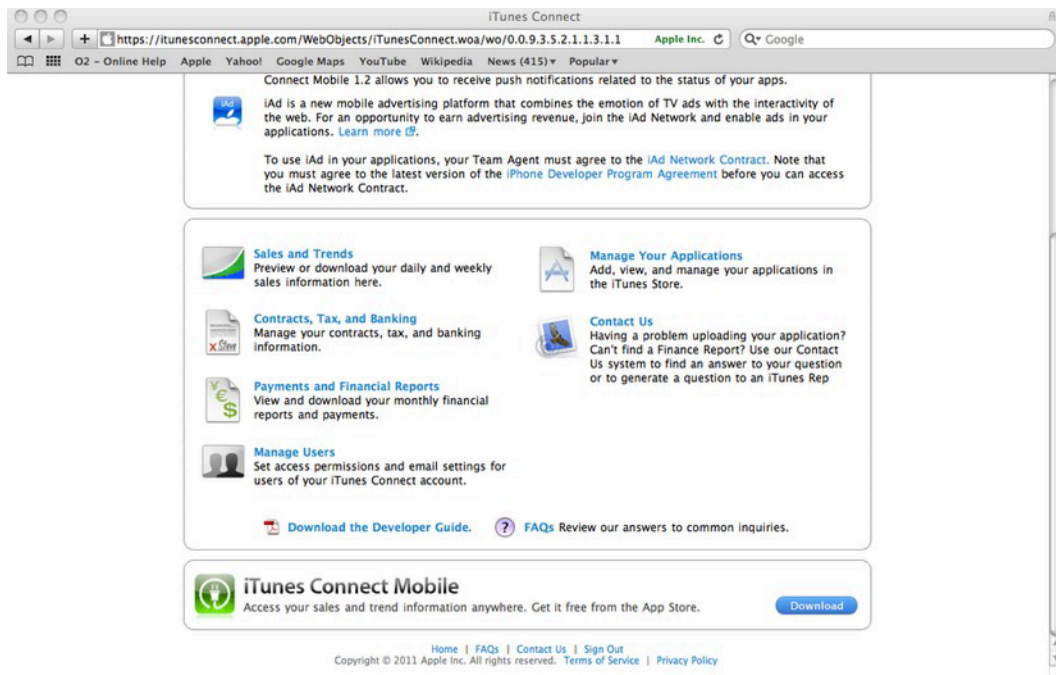 iTunes Connect
https://itunesconnect.apple.com/WebObjects/iTunesConnect.woa/wo/0.0.9.3.5.2.1.1.3.1.1 Apple Inc. Google
O2 – Online Help Apple Yahoo! Google Maps YouTube Wikipedia News (415) Popular
Connect Mobile 1.2 allows you to receive push notifications related to the status of your apps.
iAd
iAd is a new mobile advertising platform that combines the emotion of TV ads with the interactivity of
the web. For an opportunity to earn advertising revenue, join the iAd Network and enable ads in your
applications. Learn more.
To use iAd in your applications, your Team Agent must agree to the iAd Network Contract. Note that
you must agree to the latest version of the iPhone Developer Program Agreement before you can access
the iAd Network Contract.
Sales and Trends
Preview or download your daily and weekly
sales information here.
Contracts, Tax, and Banking
Manage your contracts, tax, and banking
information.
Payments and Financial Reports
View and download your monthly financial
reports and payments.
Manage Users
Set access permissions and email settings for
users of your iTunes Connect account.
Manage Your Applications
Add, view, and manage your applications in
the iTunes Store.
Contact Us
Having a problem uploading your application?
Can't find a Finance Report? Use our Contact
Us system to find an answer to your question
or to generate a question to an iTunes Rep
Download the Developer Guide. ? FAQs Review our answers to common inquiries.
iTunes Connect Mobile
Access your sales and trend information anywhere. Get it free from the App Store. Download
Home | FAQs | Contact Us | Sign Out
Copyright © 2011 Apple Inc. All rights reserved. Terms of Service | Privacy Policy